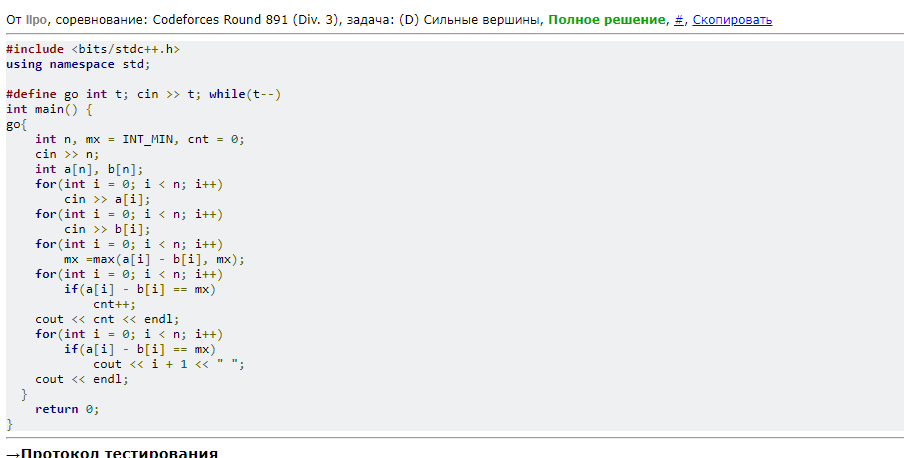 От llpo, соревнование: Codeforces Round 891 (Div. 3), задача: (D) Сильные вершины, Полное решение, #, Скопировать
#include <bits/stdc++.h>
using namespace std;
#define go int t; cin >> t; while(t--)
int main() {
go{
    int n, mx = INT_MIN, cnt = 0;
    cin >> n;
    int a[n], b[n];
    for(int i = 0; i < n; i++)
        cin >> a[i];
    for(int i = 0; i < n; i++)
        cin >> b[i];
    for(int i = 0; i < n; i++)
        mx =max(a[i] - b[i], mx);
    for(int i = 0; i < n; i++)
        if(a[i] - b[i] == mx)
            cnt++;
    cout << cnt << endl;
    for(int i = 0; i < n; i++)
        if(a[i] - b[i] == mx)
            cout << i + 1 << " ";
    cout << endl;
  }
    return 0;
}
→Протокол тестирования